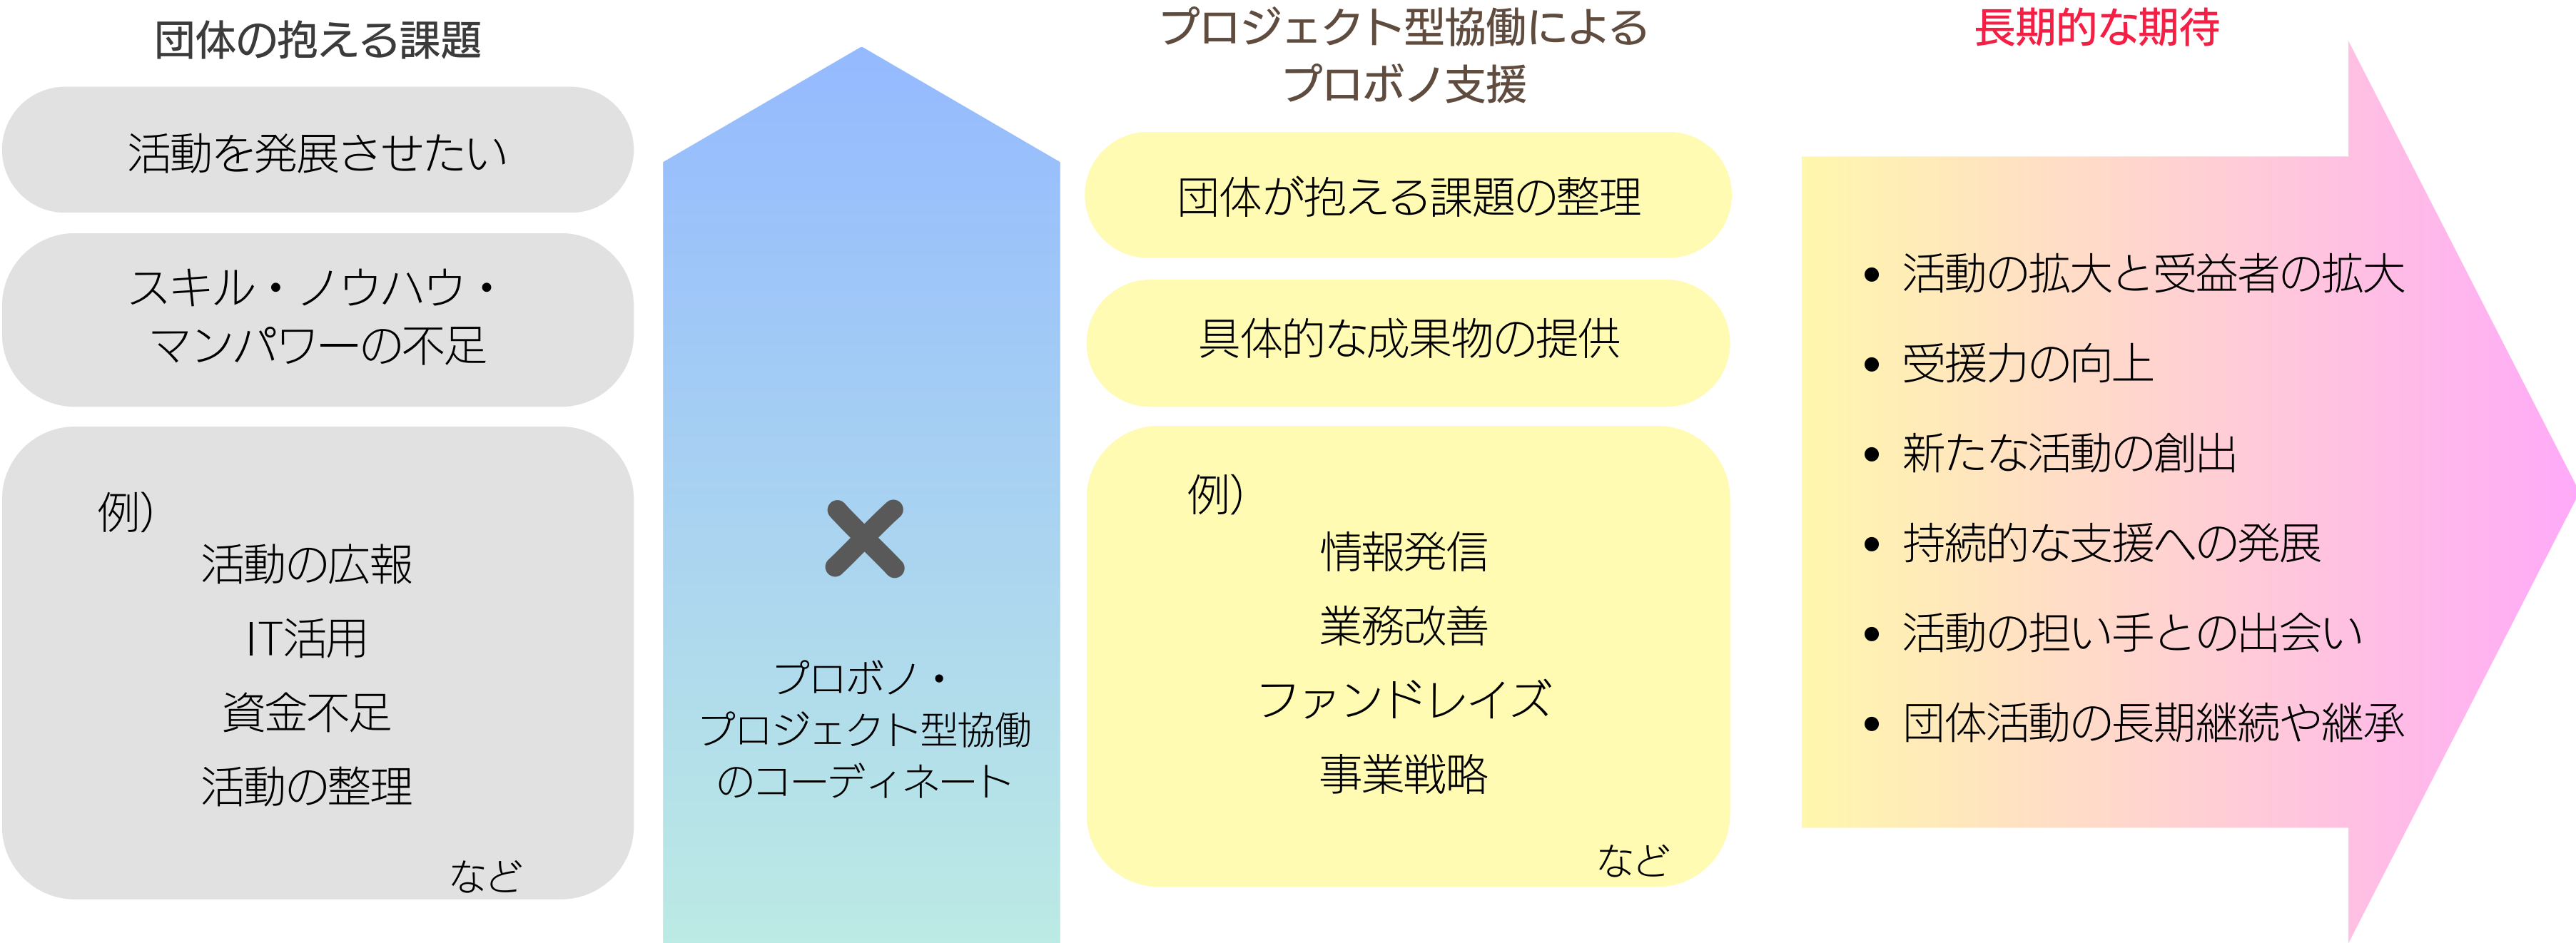 団体の抱える課題
活動を発展させたい
スキル・ノウハウ・
マンパワーの不足
例）
活動の広報
IT活用
資金不足
活動の整理
など
プロボノ・
プロジェクト型協働
のコーディネート
プロジェクト型協働による
プロボノ支援
団体が抱える課題の整理
具体的な成果物の提供
例）
情報発信
業務改善
ファンドレイズ
事業戦略
など
長期的な期待
• 活動の拡大と受益者の拡大
• 受援力の向上
• 新たな活動の創出
• 持続的な支援への発展
• 活動の担い手との出会い
• 団体活動の長期継続や継承